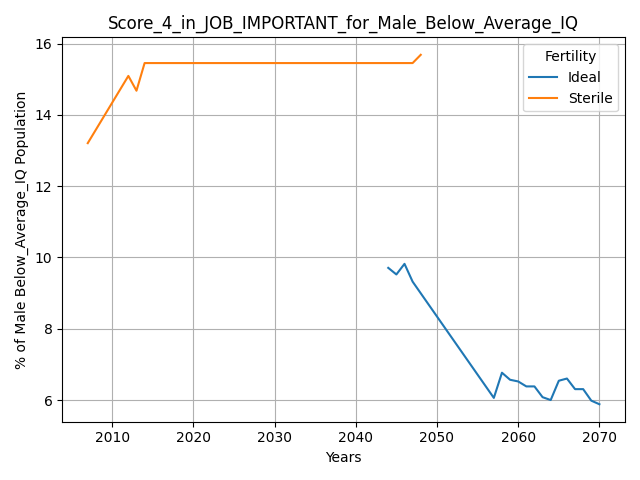 Score_4_in_JOB_IMPORTANT_for_Male_Below_Average_IQ
% of Male Below_Average_IQ Population
16
14
12
10
8
6
Fertility
Ideal
Sterile
2010 2020 2030 2040 2050 2060 2070
Years